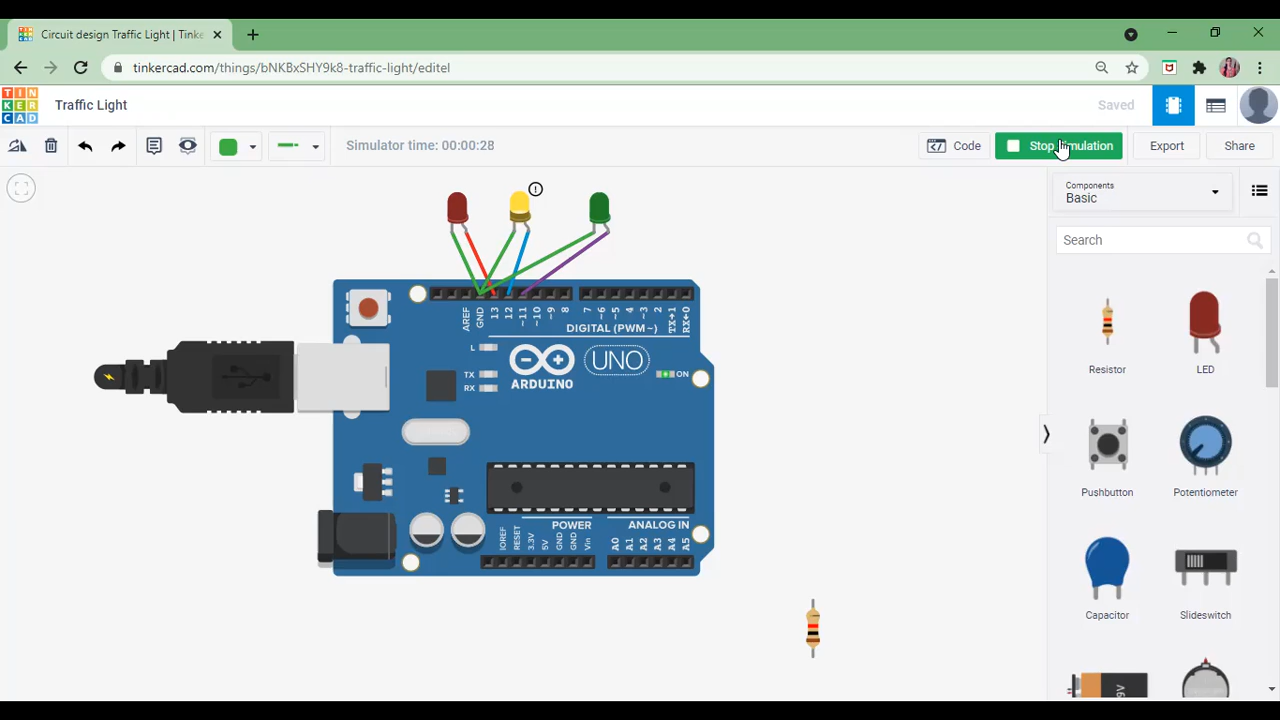 Circuit design Traffic Light | Tinke
tinkercad.com/things/bNKBxSHY9k8-traffic-light/editel
TIN
KER
CAD
Traffic Light
Saved
Simulator time: 00:00:28
Code
Stop Simulation
Export
Share
Components
Basic
Search
AREF
GND
13
12
~11
~10
~9
8
7
~6
~5
4
~3
2
TX→1
RX←0
DIGITAL (PWM~)
L
TX
RX
UNO
ARDUINO
ON
Resistor
LED
Pushbutton
Potentiometer
POWER
ANALOG IN
IOREF
RESET
3.3V
5V
GND
GND
Vin
A0
A1
A2
A3
A4
A5
Capacitor
Slideswitch
9V